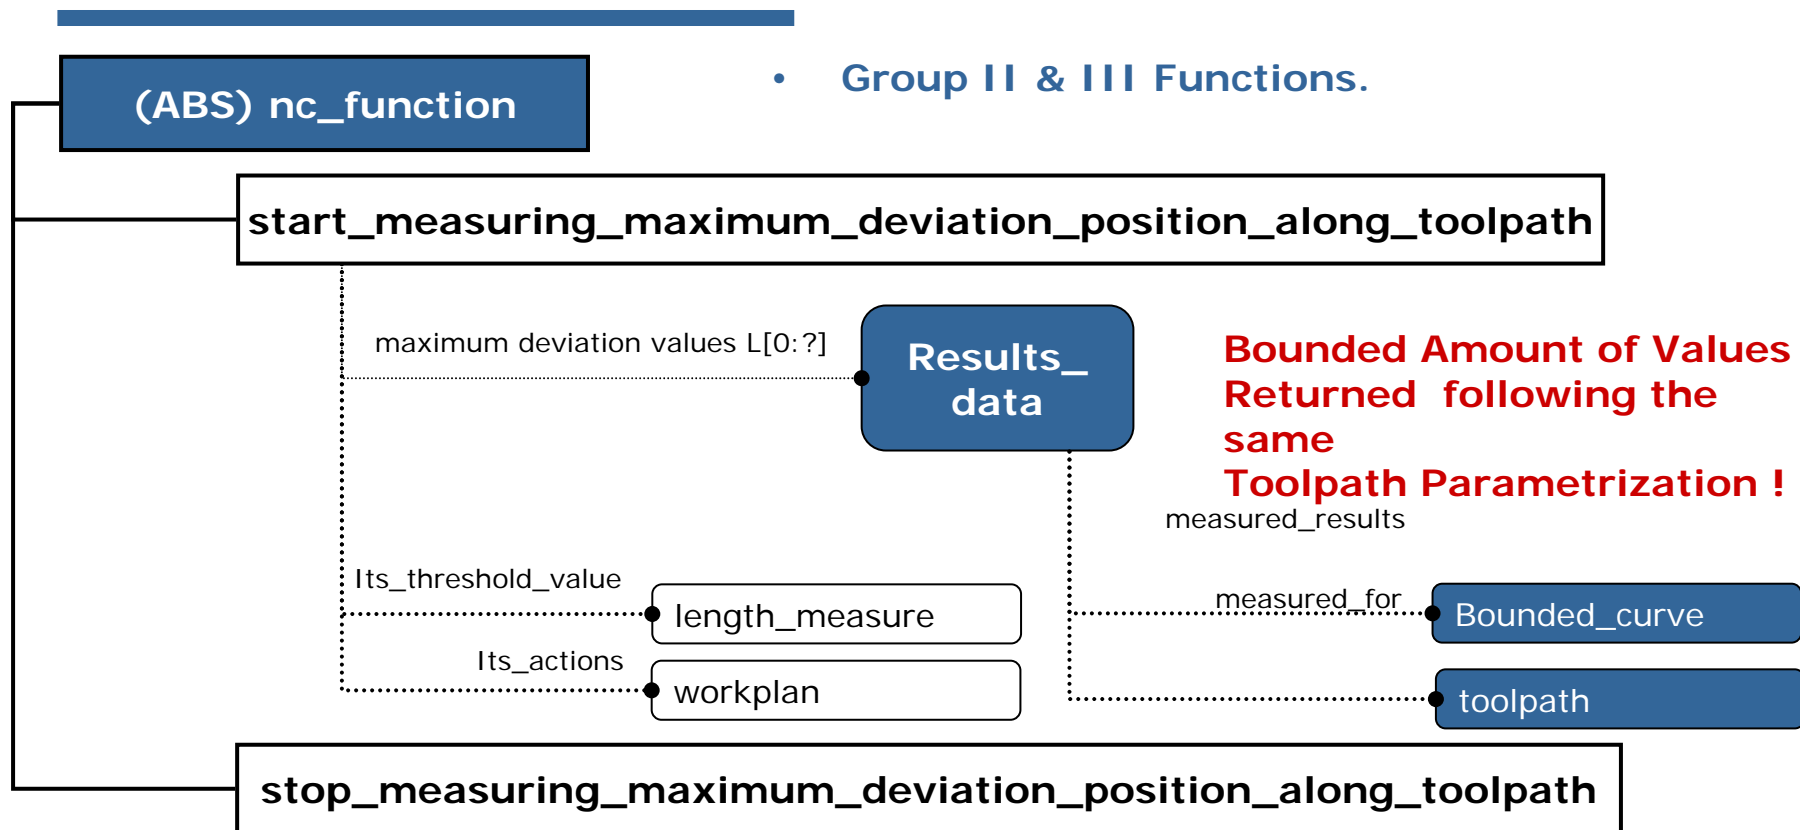 • Group II & III Functions.
(ABS) nc_function
start_measuring_maximum_deviation_position_along_toolpath
maximum deviation values L[0:?]
Results_
data
Bounded Amount of Values
Returned following the
same
Toolpath Parametrization !
measured_results
Its_threshold_value
length_measure
measured_for
Bounded_curve
Its_actions
workplan
toolpath
stop_measuring_maximum_deviation_position_along_toolpath